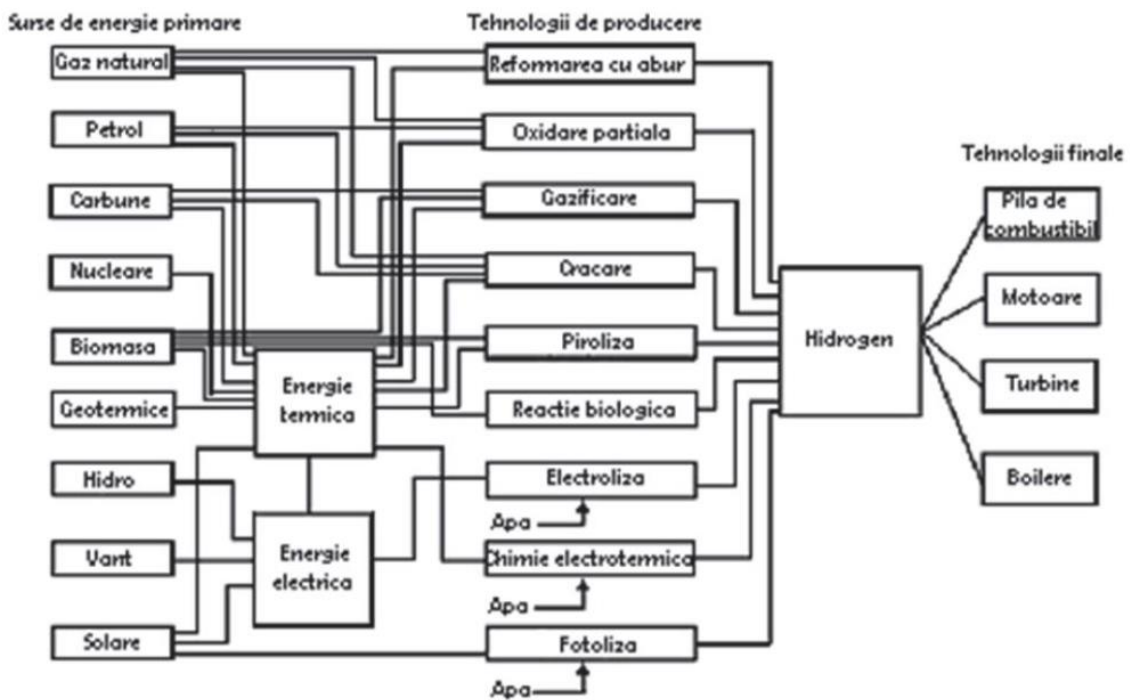 Surse de energie primare
Gaz natural
Petrol
Carbune
Nucleare
Biomasa
Geotermice
Hidro
Vant
Solare
Energie
termica
Energie
electrica
Tehnologii de producere
Reformarea cu abur
Oxidare partiala
Gazificare
Cracare
Piroliza
Reactie biologica
Electroliza
Apa
Chimie electrotermica
Apa
Fotoliza
Apa
Hidrogen
Tehnologii finale
Pila de
combustibil
Motoare
Turbine
Boilere